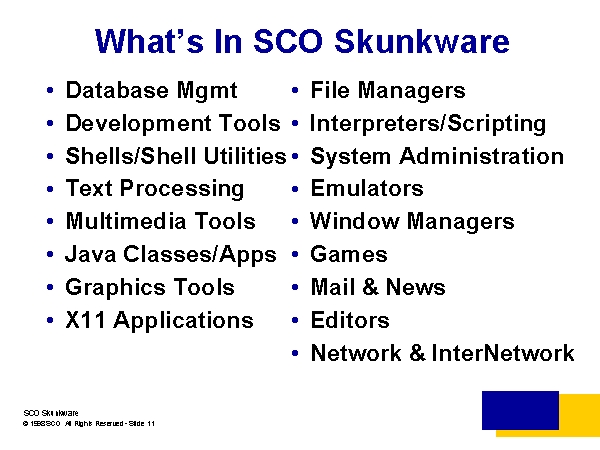 What's In SCO Skunkware
• Database Mgmt
• Development Tools
• Shells/Shell Utilities
• Text Processing
• Multimedia Tools
• Java Classes/Apps
• Graphics Tools
• X11 Applications
• File Managers
• Interpreters/Scripting
• System Administration
• Emulators
• Window Managers
• Games
• Mail & News
• Editors
• Network & Inter.Network
SCO Skunkware
© 1998 SCO All Rights Reserved - Slide 11